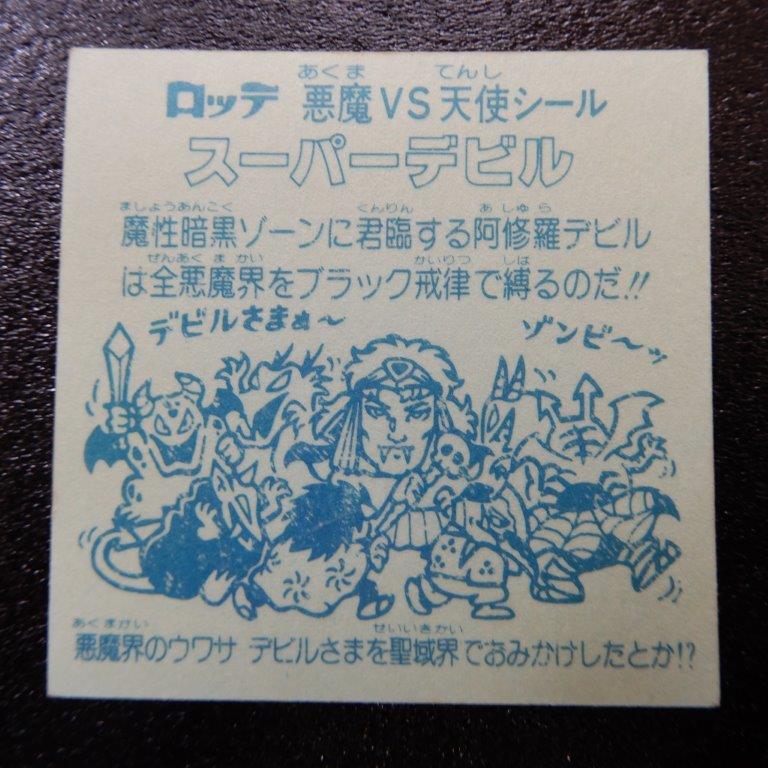 あくま てんし
ロッテ 悪魔VS天使シール
スーパーデビル
ましょうあんこく くんりん あしゅら
魔性暗黒ゾーンに君臨する阿修羅デビル
ぜんあくまかい かいりつ しば
は全悪魔界をブラック戒律で縛るのだ!!
デビルさまぁ〜
ゾンビ〜ッ
あくまかい せいいきかい
悪魔界のウワサ デビルさまを聖域界でおみかけしたとか!?